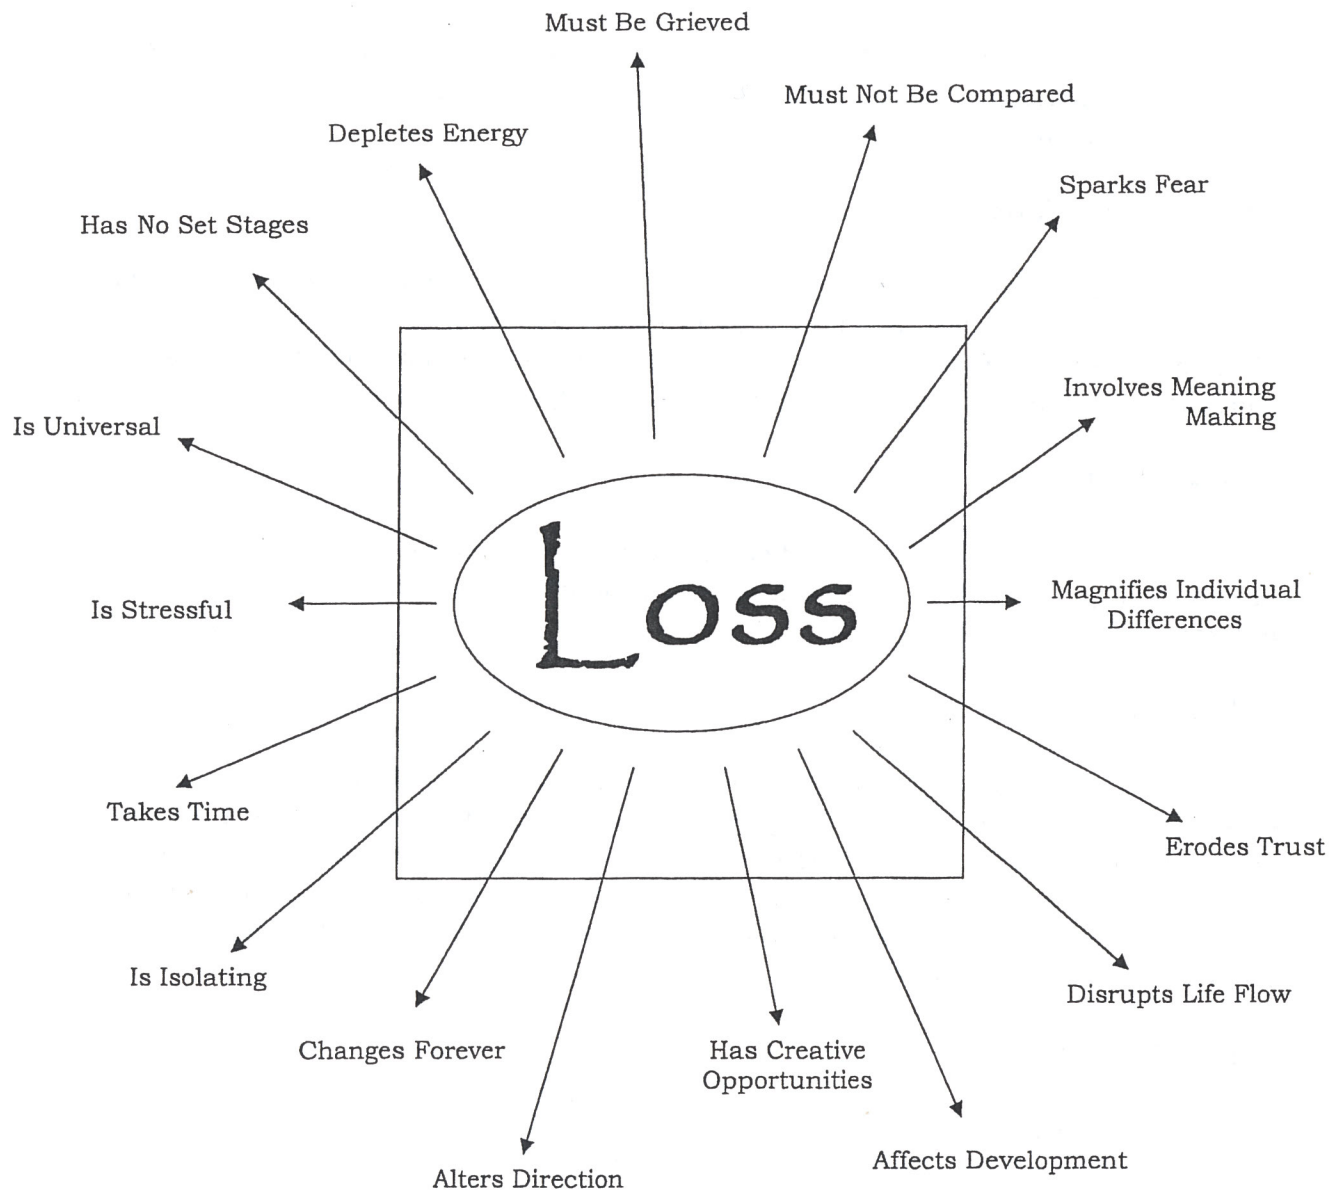 Must Be Grieved
Must Not Be Compared
Depletes Energy
Sparks Fear
Has No Set Stages
Involves Meaning
Making
Is Universal
Loss
Magnifies Individual
Differences
Is Stressful
Takes Time
Erodes Trust
Is Isolating
Disrupts Life Flow
Changes Forever
Has Creative
Opportunities
Affects Development
Alters Direction